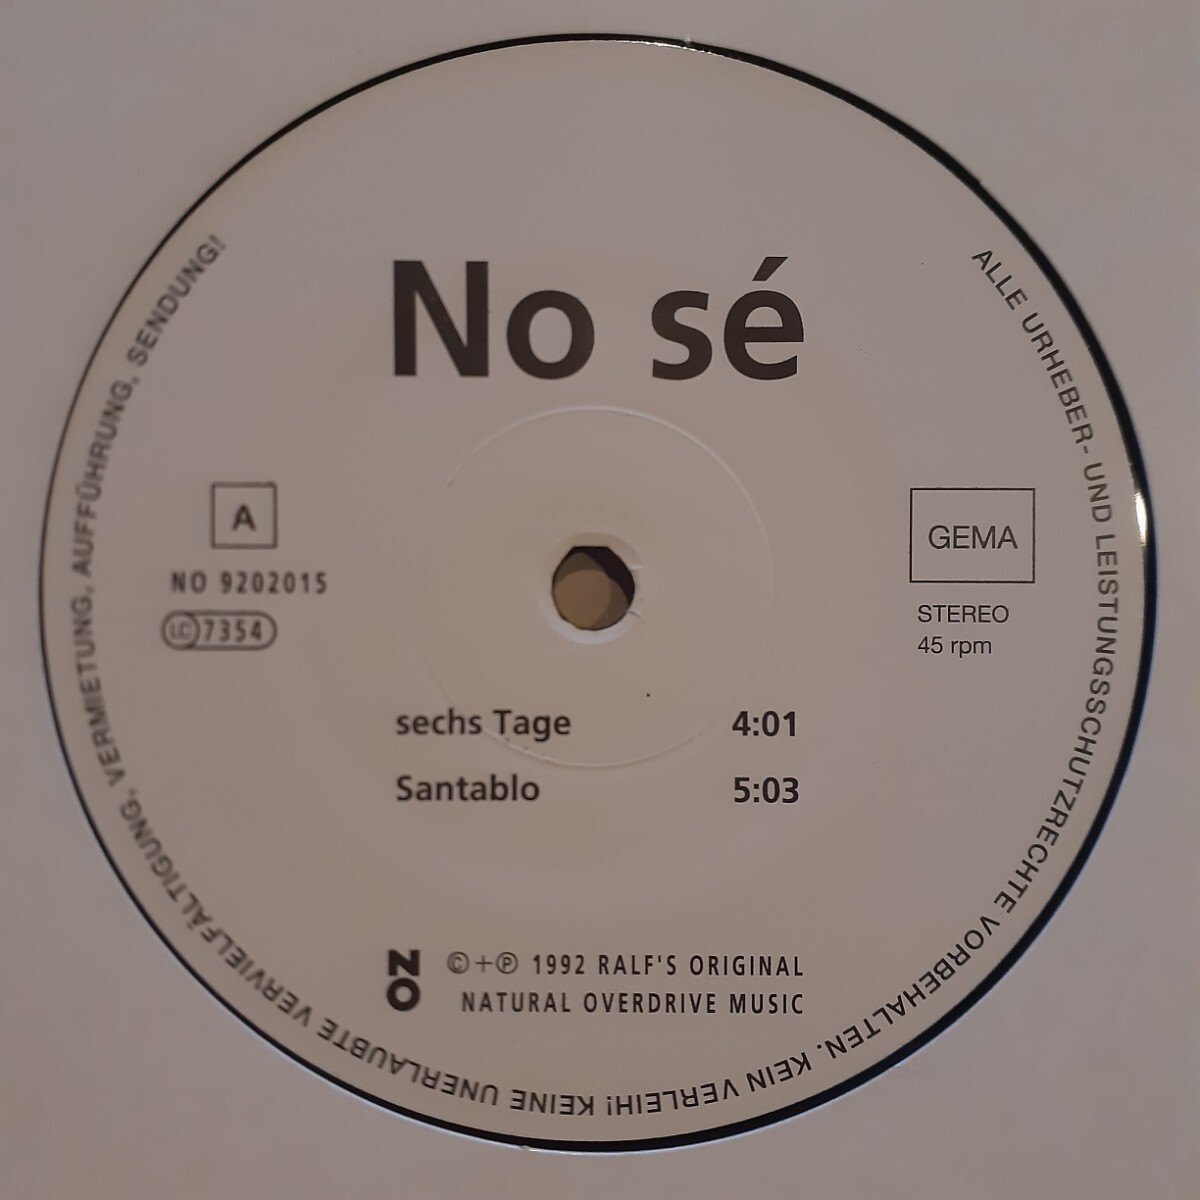 No sé
A
NO 9202015
LC 7354
GEMA
STEREO
45 rpm
sechs Tage 4:01
Santablo 5:03
NO
©+℗ 1992 RALF'S ORIGINAL
NATURAL OVERDRIVE MUSIC
ALLE URHEBER- UND LEISTUNGSSCHUTZRECHTE VORBEHALTEN. KEIN VERLEIH! KEINE UNERLAUBTE VERVIELFÄLTIGUNG, VERMIETUNG, AUFFÜHRUNG, SENDUNG!